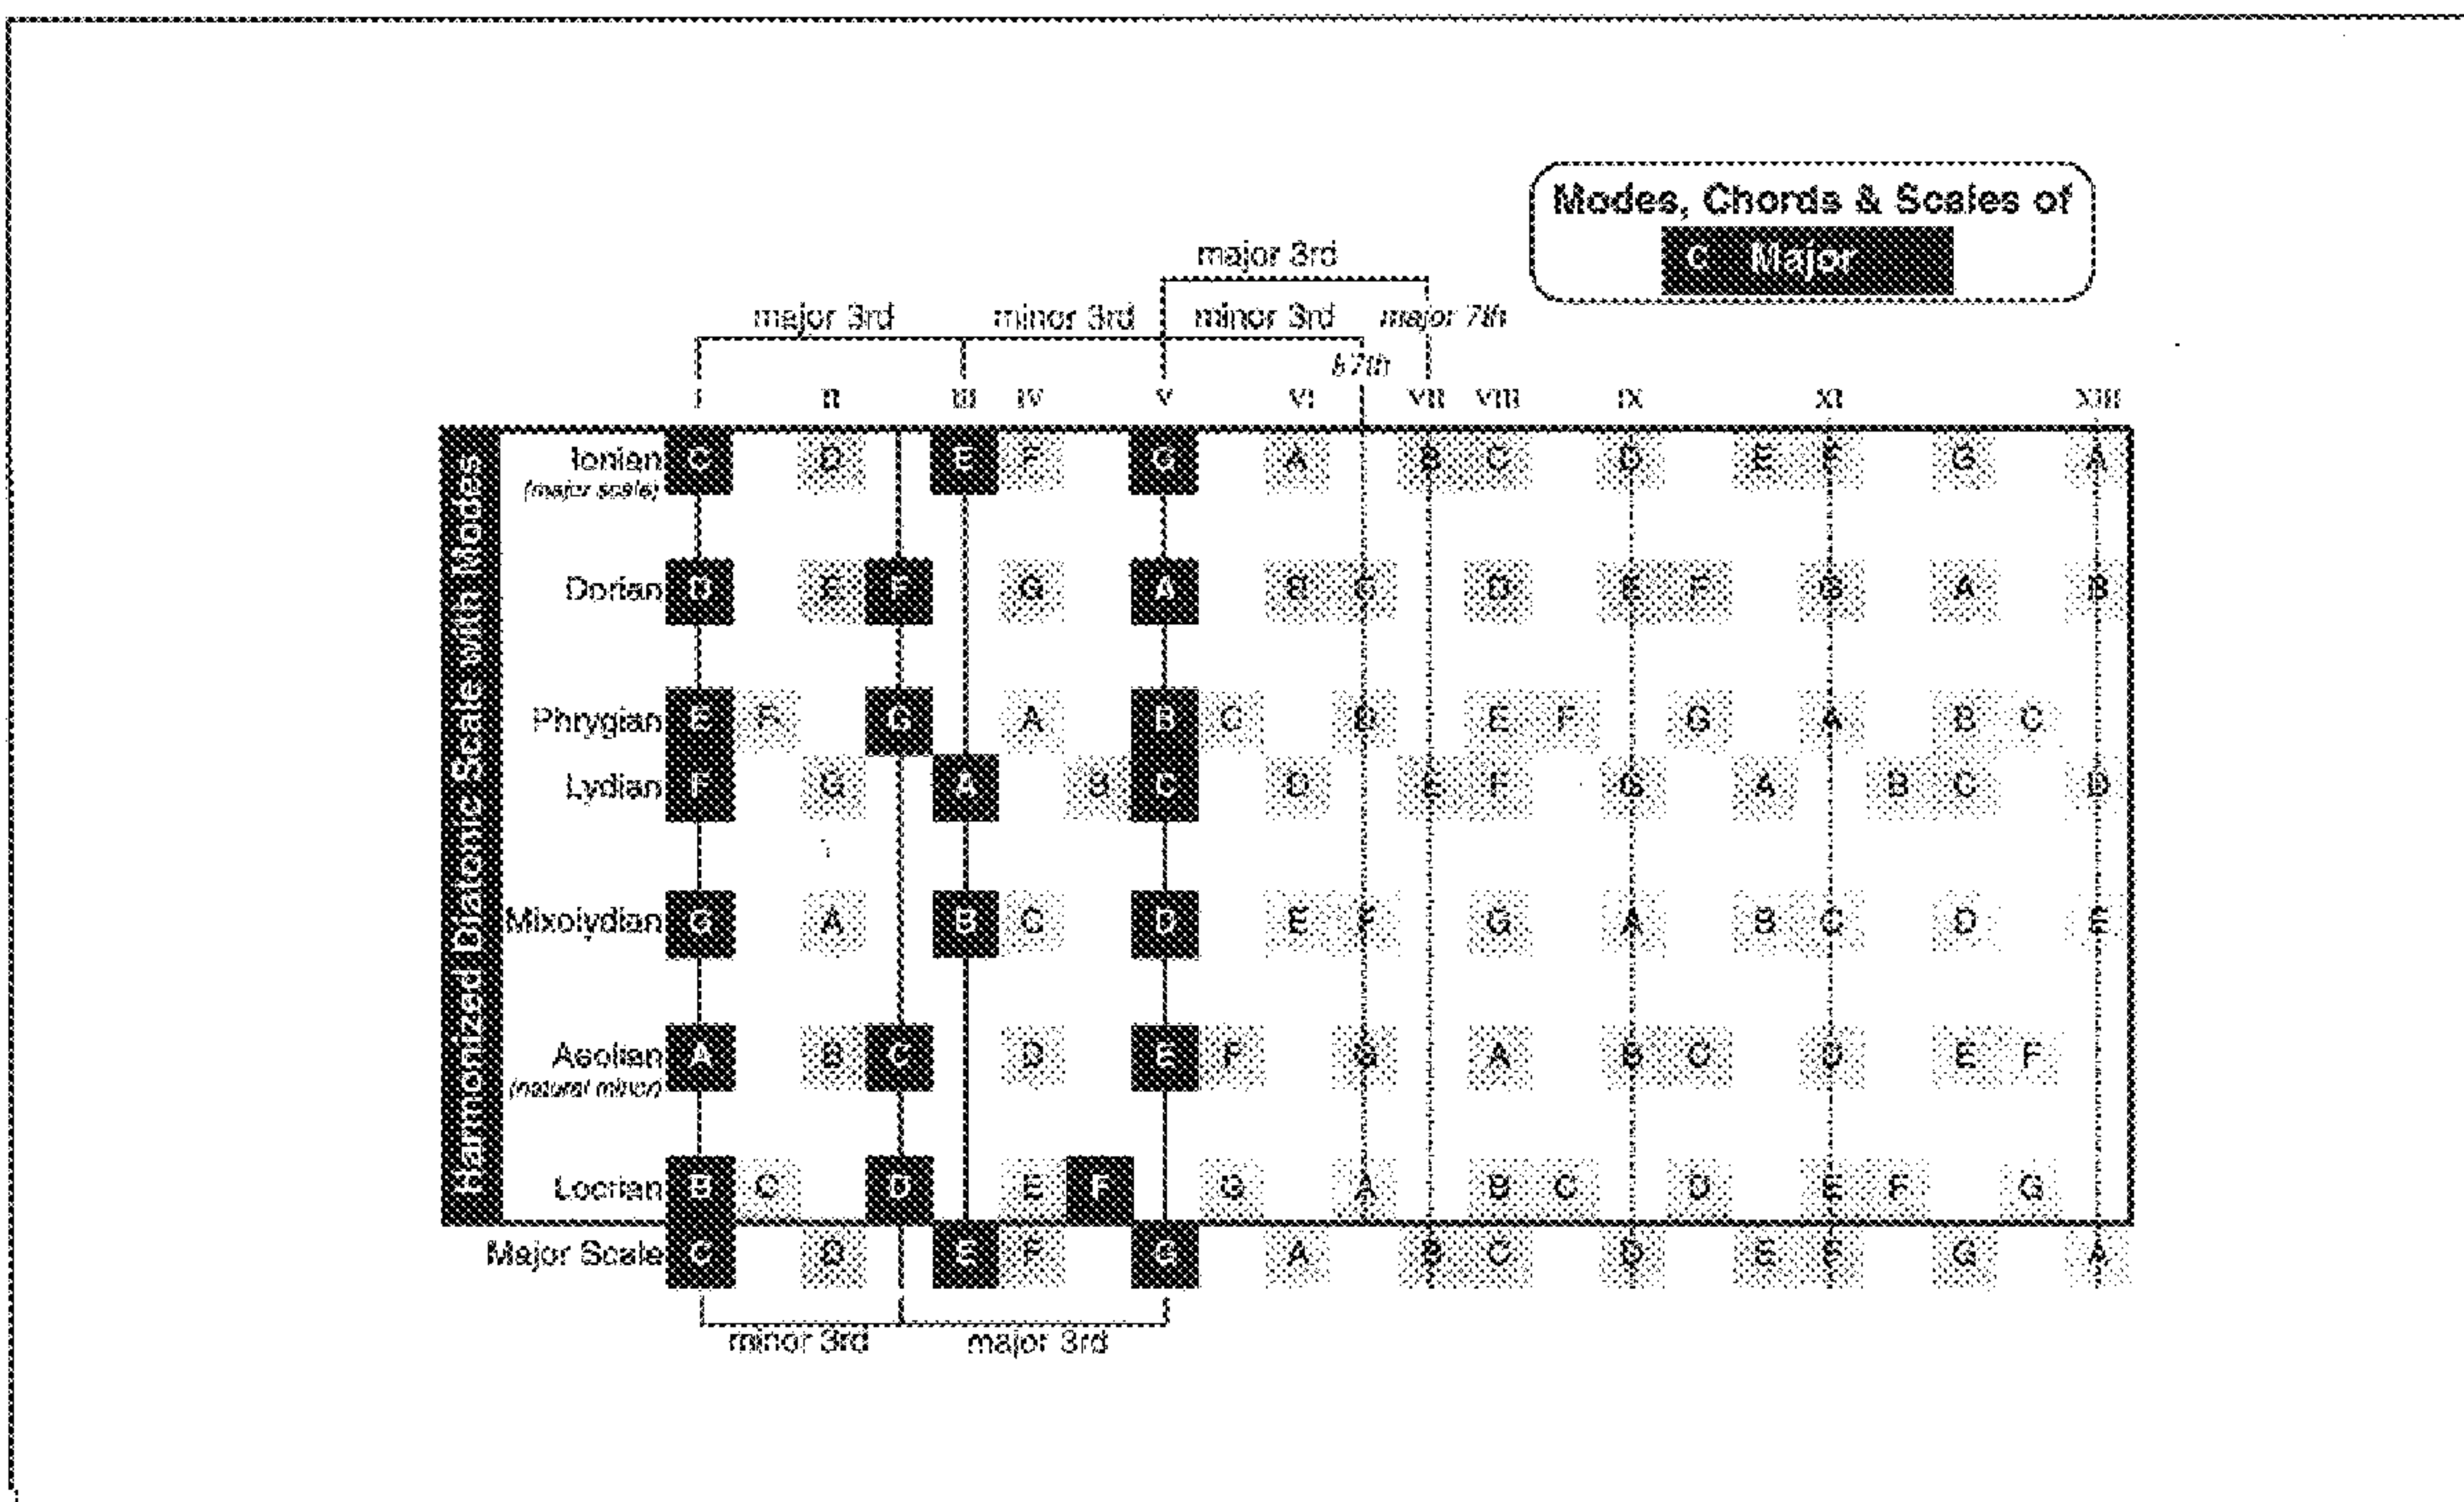 Modes, Chords & Scales of
C Major
major 3rd
major 3rd minor 3rd minor 3rd major 7th
b7th
I II III IV V VI VII VIII IX XI XIII
Harmonized Diatonic Scale with Modes
Ionian C D E F G A B C D E F G A
(major scale)
Dorian D E F G A B C D E F G A B
Phrygian E F G A B C D E F G A B C
Lydian F G A B C D E F G A B C D
Mixolydian G A B C D E F G A B C D E
Aeolian A B C D E F G A B C D E F
(natural minor)
Locrian B C D E F G A B C D E F G
Major Scale C D E F G A B C D E F G A
minor 3rd major 3rd